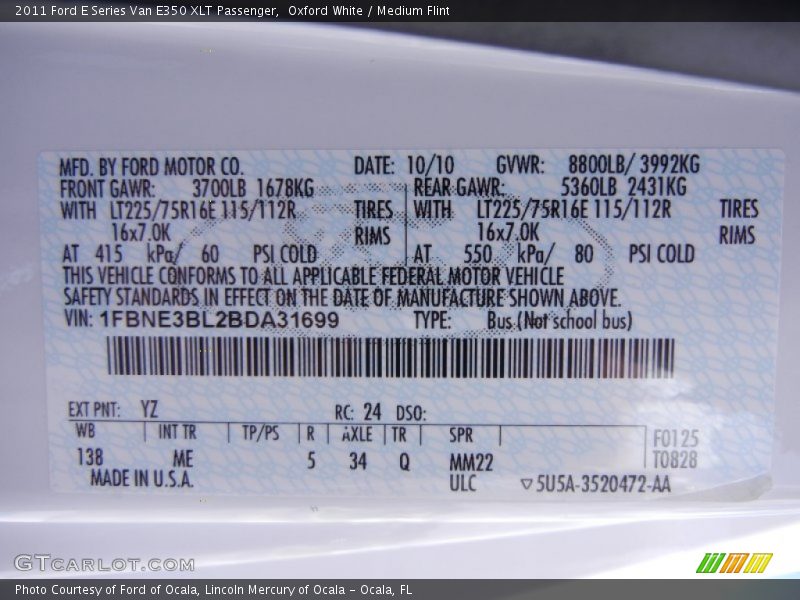 2011 Ford E Series Van E350 XLT Passenger,  Oxford White / Medium Flint
MFD. BY FORD MOTOR CO. DATE: 10/10 GVWR: 8800LB/ 3992KG
FRONT GAWR: 3700LB 1678KG REAR GAWR: 5360LB 2431KG
WITH LT225/75R16E 115/112R TIRES WITH LT225/75R16E 115/112R TIRES
16x7.0K RIMS 16x7.0K RIMS
AT 415 kPa/ 60 PSI COLD AT 550 kPa/ 80 PSI COLD
THIS VEHICLE CONFORMS TO ALL APPLICABLE FEDERAL MOTOR VEHICLE
SAFETY STANDARDS IN EFFECT ON THE DATE OF MANUFACTURE SHOWN ABOVE.
VIN: 1FBNE3BL2BDA31699 TYPE: Bus (Not school bus)
EXT PNT: YZ RC: 24 DSO:
WB INT TR TP/PS R AXLE TR SPR F0125
138 ME 5 34 Q MM22 T0828
MADE IN U.S.A. ULC ▽5U5A-3520472-AA
GTCARLOT.COM
Photo Courtesy of Ford of Ocala, Lincoln Mercury of Ocala - Ocala, FL